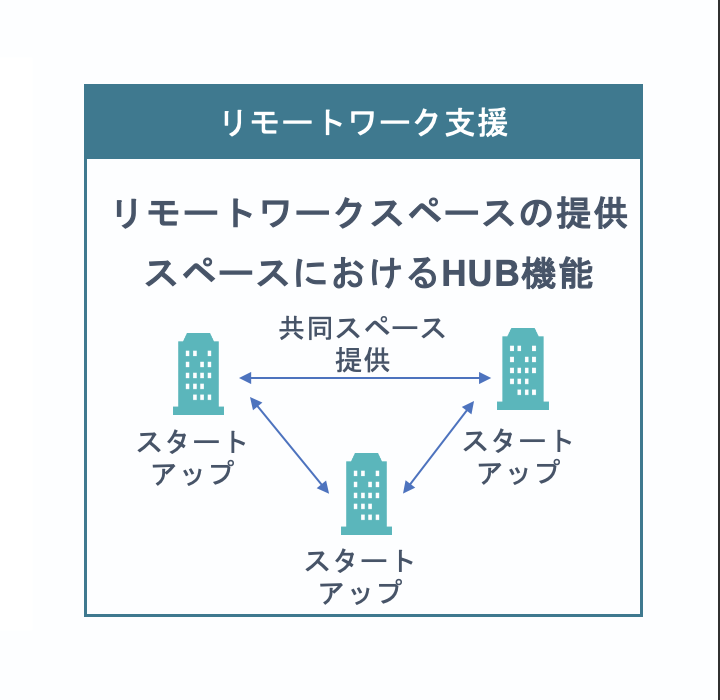 リモートワーク支援
リモートワークスペースの提供
スペースにおけるHUB機能
共同スペース
提供
スタート
アップ
スタート
アップ
スタート
アップ